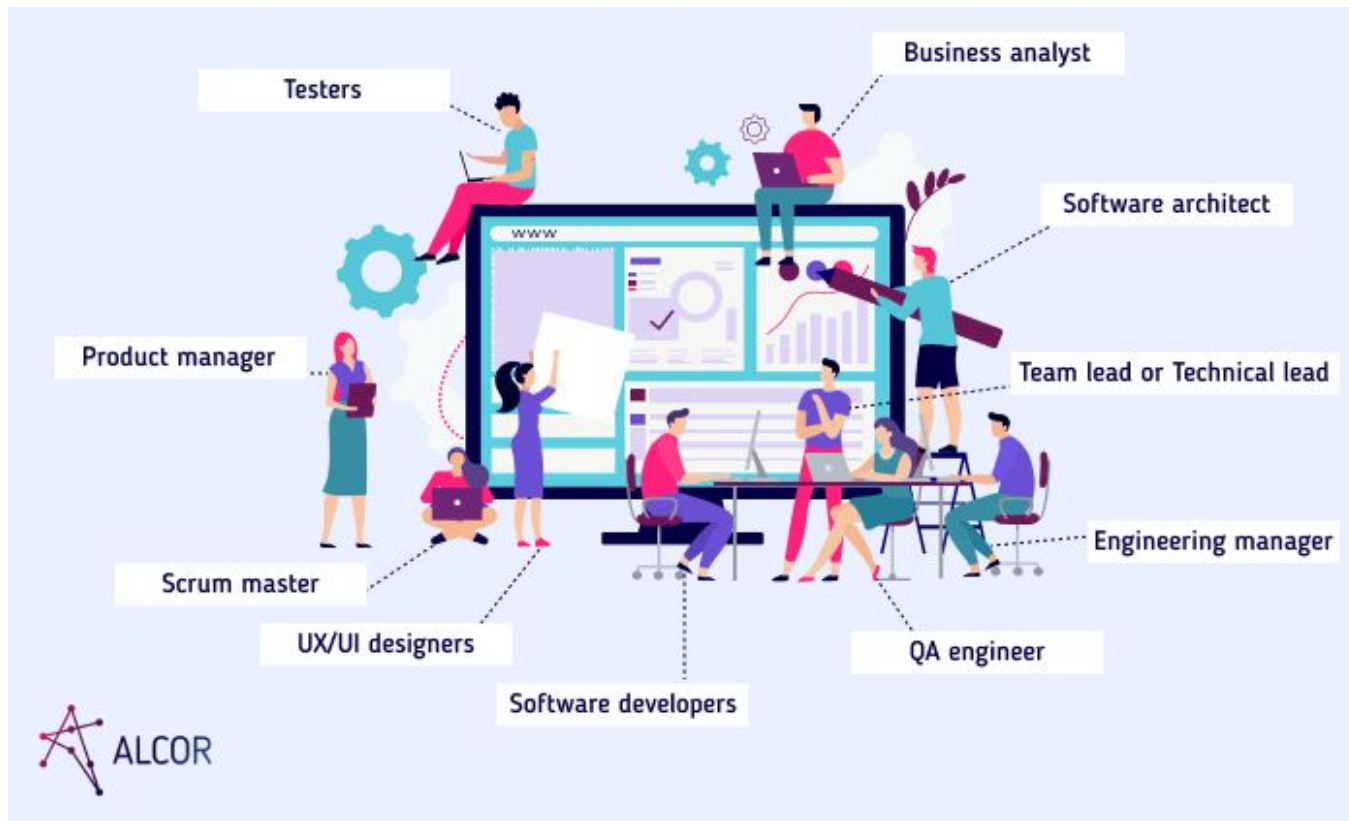 Business analyst
Testers
Software architect
www
Product manager
Team lead or Technical lead
Engineering manager
Scrum master
UX/UI designers
QA engineer
Software developers
ALCOR